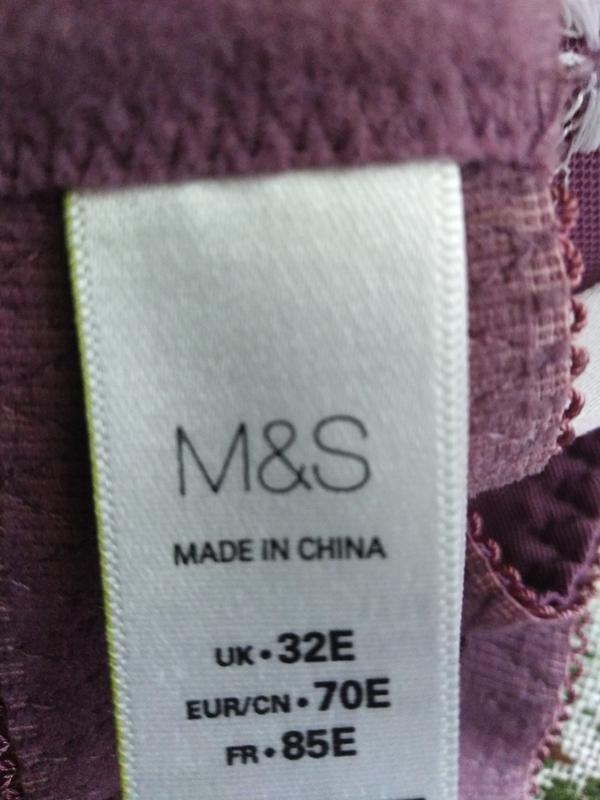 M&S
MADE IN CHINA
UK•32E
EUR/CN•70E
FR•85E